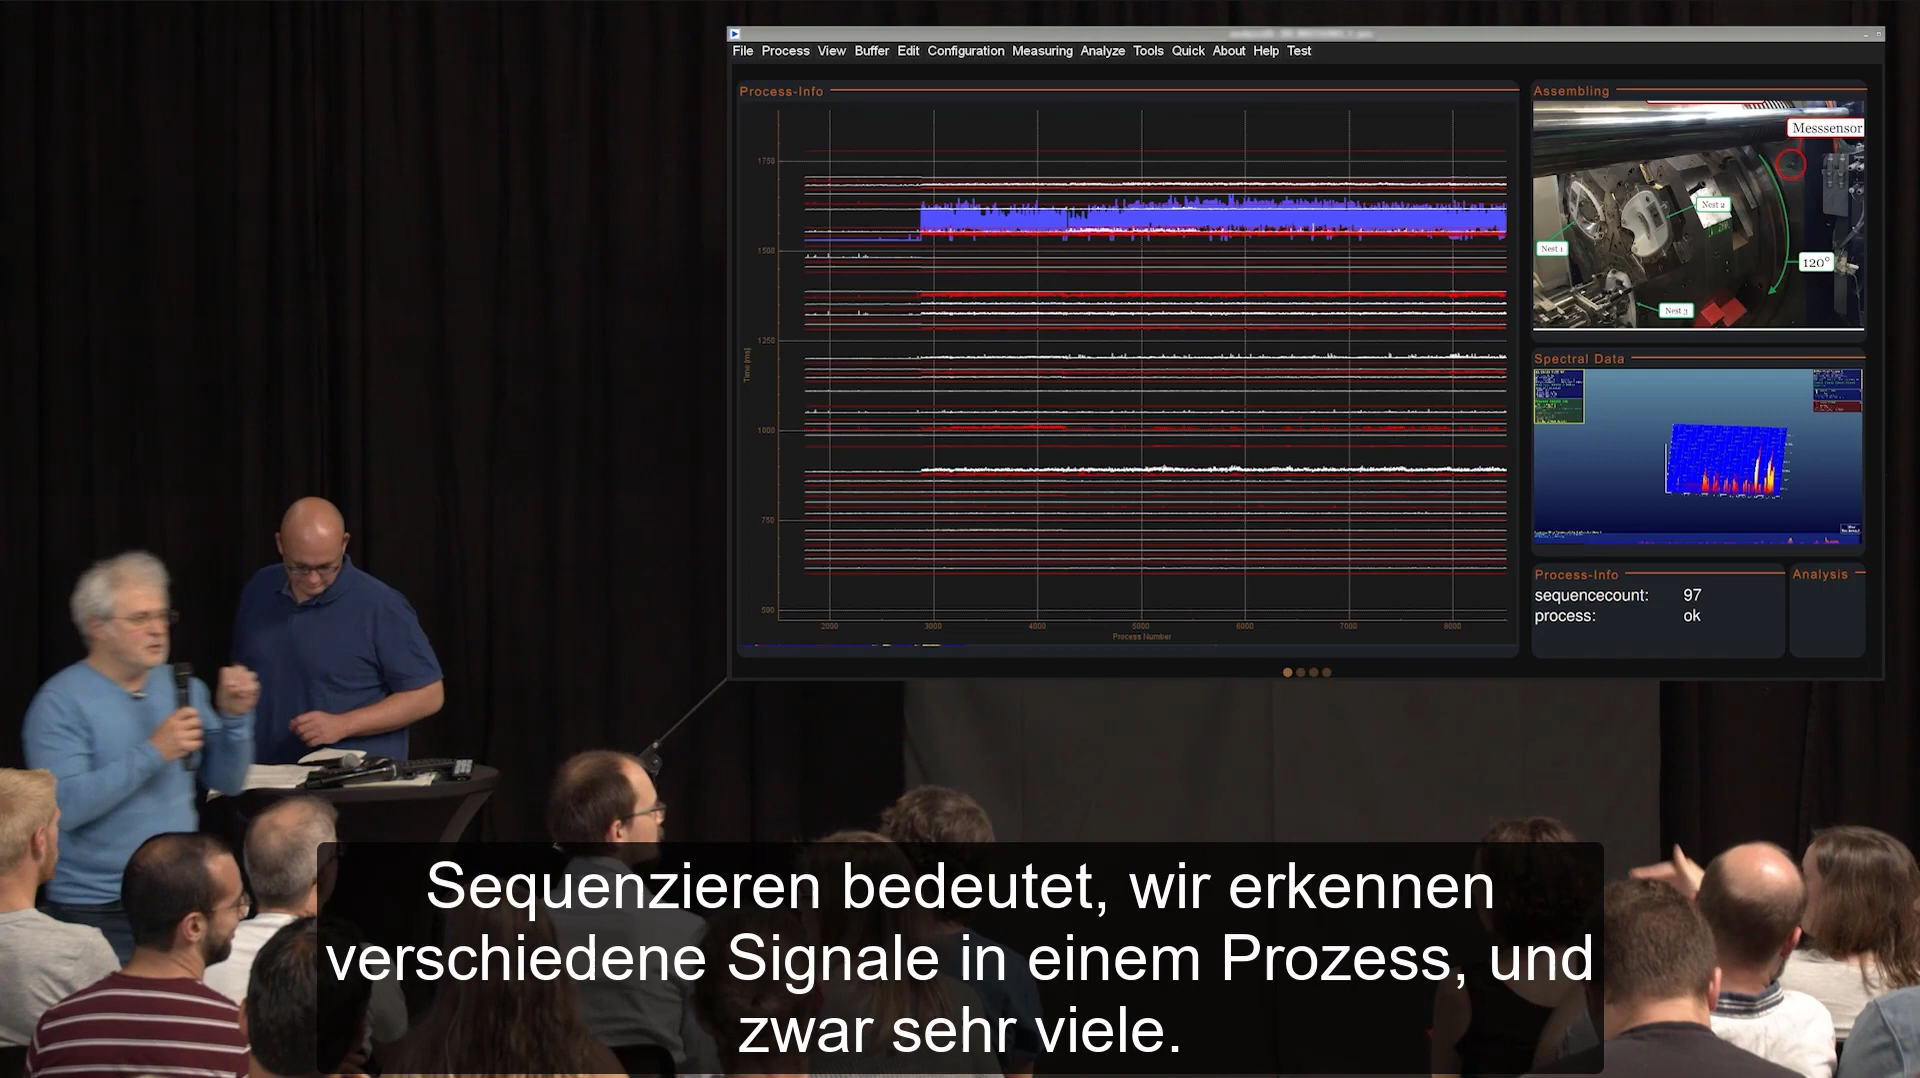 File Process View Buffer Edit Configuration Measuring Analyze Tools Quick About Help Test
Process-Info
1750
1500
1250
1000
750
500
Time [ms]
2000 3000 4000 5000 6000 7000 8000
Process Number
Assembling
Messsensor
Nest 2
Nest 1
120°
Nest 3
Spectral Data
Process-Info
sequencecount: 97
process: ok
Analysis
Sequenzieren bedeutet, wir erkennen
verschiedene Signale in einem Prozess, und
zwar sehr viele.